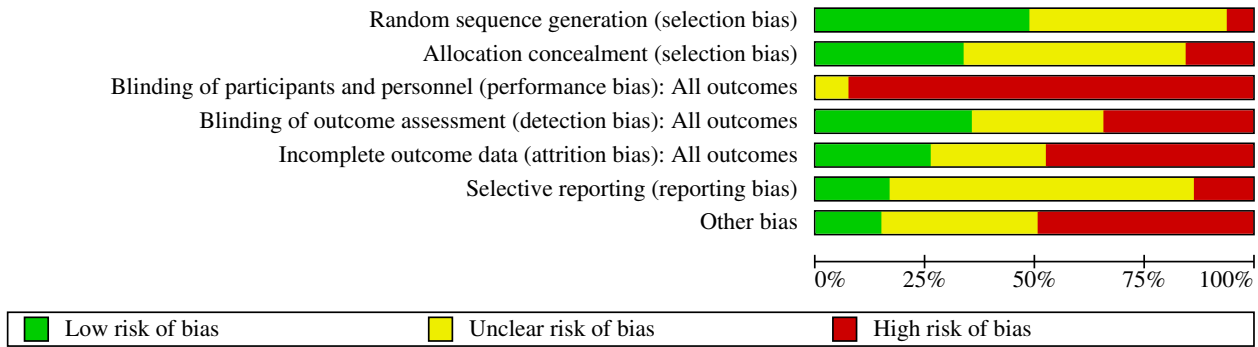 Random sequence generation (selection bias)
Allocation concealment (selection bias)
Blinding of participants and personnel (performance bias): All outcomes
Blinding of outcome assessment (detection bias): All outcomes
Incomplete outcome data (attrition bias): All outcomes
Selective reporting (reporting bias)
Other bias
0% 25% 50% 75% 100%
Low risk of bias Unclear risk of bias High risk of bias